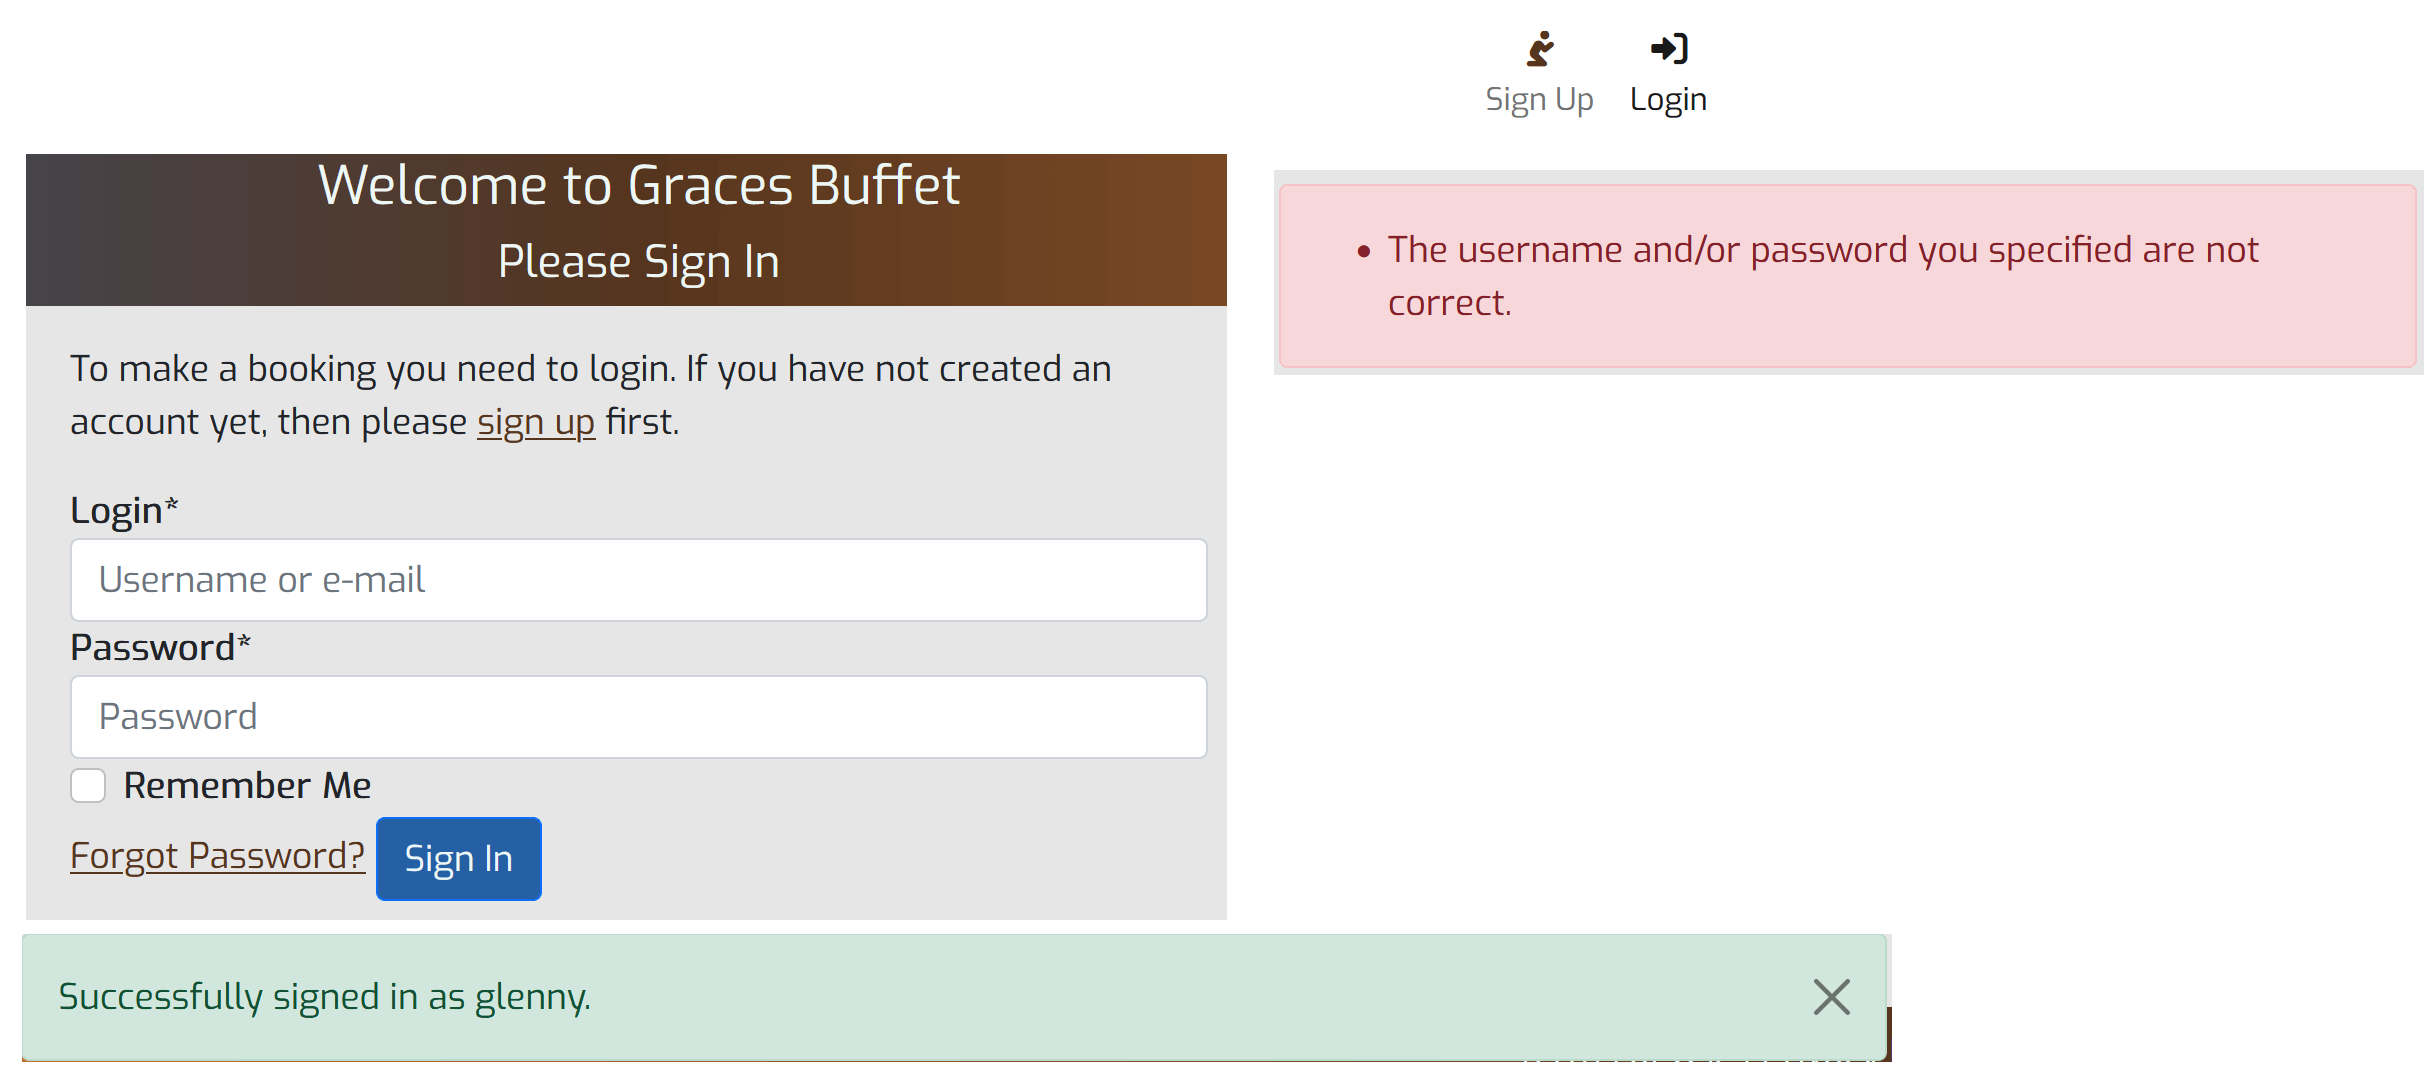 Sign Up Login
Welcome to Graces Buffet
Please Sign In
To make a booking you need to login. If you have not created an
account yet, then please sign up first.
Login*
Username or e-mail
Password*
Password
Remember Me
Forgot Password? Sign In
• The username and/or password you specified are not
correct.
Successfully signed in as glenny.